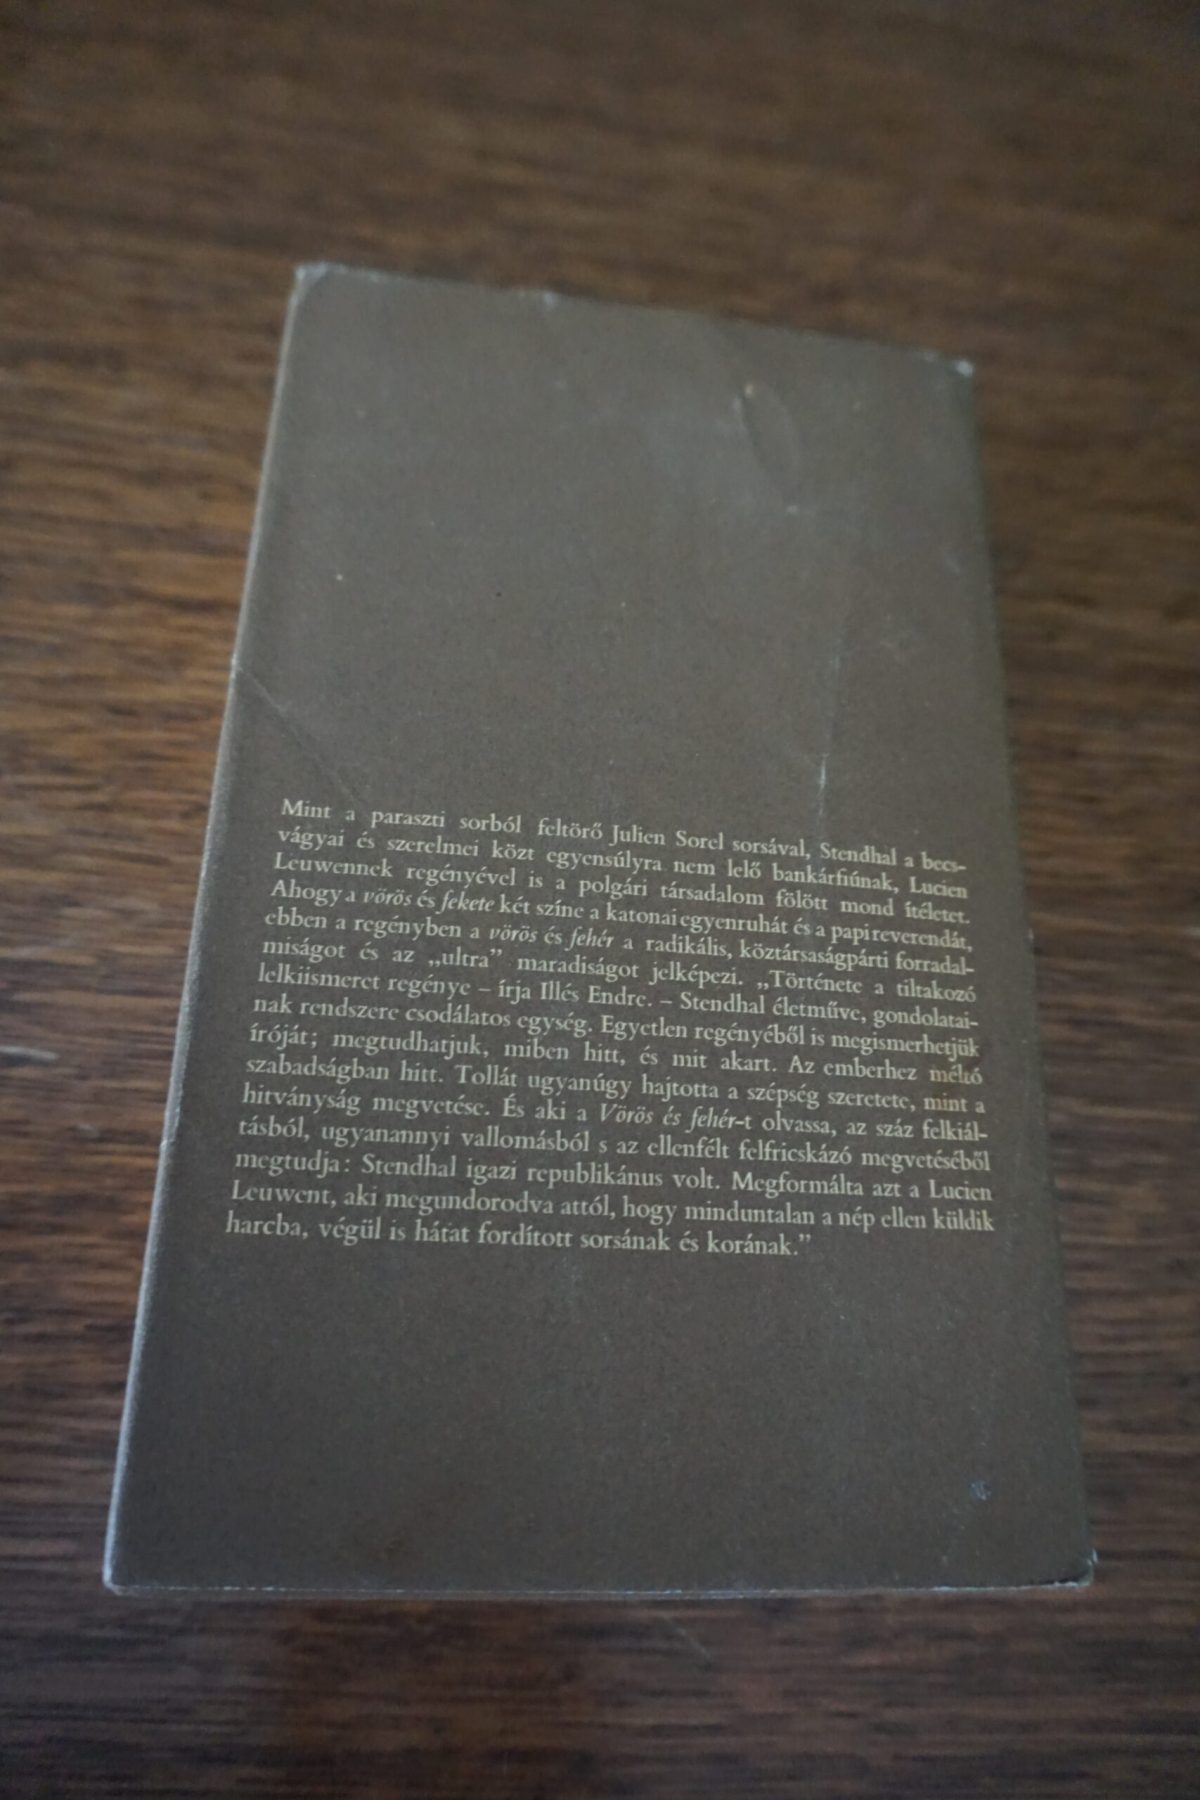 Mint a paraszti sorból feltörő Julien Sorel sorsával, Stendhal a becs-
vágyai és szerelmei közt egyensúlyra nem lelő bankárfiúnak, Lucien
Leuwennek regényével is a polgári társadalom fölött mond ítéletet.
Ahogy a vörös és fekete két színe a katonai egyenruhát és a papi reverendát,
ebben a regényben a vörös és fehér a radikális, köztársaságpárti forradal-
miságot és az „ultra” maradiságot jelképezi. „Története a tiltakozó
lelkiismeret regénye – írja Illés Endre. – Stendhal életműve, gondolatai-
nak rendszere csodálatos egység. Egyetlen regényéből is megismerhetjük
íróját; megtudhatjuk, miben hitt, és mit akart. Az emberhez méltó
szabadságban hitt. Tollát ugyanúgy hajtotta a szépség szeretete, mint a
hitványság megvetése. És aki a Vörös és fehér-t olvassa, az száz felkiál-
tásból, ugyanannyi vallomásból s az ellenfélt felfricskázó megvetéséből
megtudja: Stendhal igazi republikánus volt. Megformálta azt a Lucien
Leuwent, aki megundorodva attól, hogy minduntalan a nép ellen küldik
harcba, végül is hátat fordított sorsának és korának.”